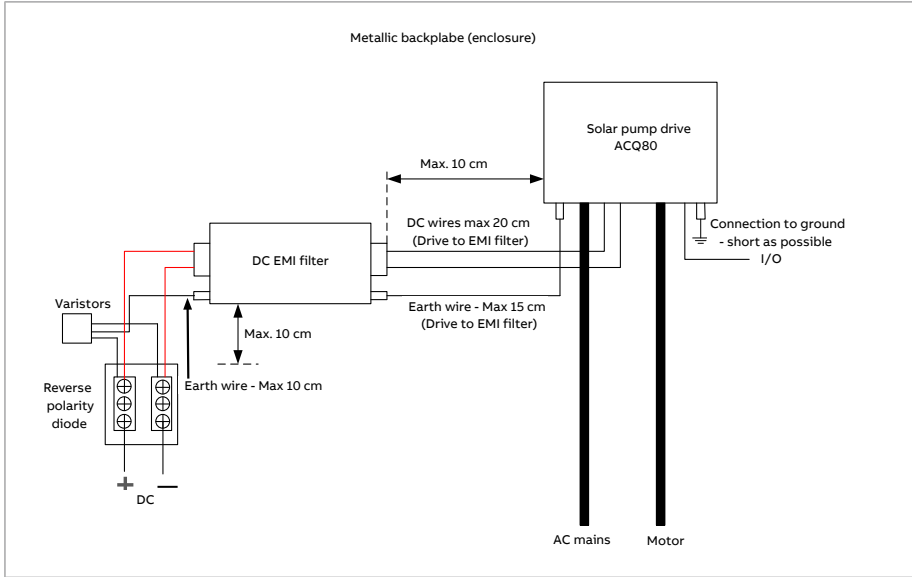 Metallic backplabe (enclosure)
Solar pump drive
ACQ80
Max. 10 cm
DC wires max 20 cm
(Drive to EMI filter)
Connection to ground
- short as possible
I/O
DC EMI filter
Earth wire - Max 15 cm
(Drive to EMI filter)
Varistors
Max. 10 cm
Earth wire - Max 10 cm
Reverse
polarity
diode
+
—
DC
AC mains
Motor